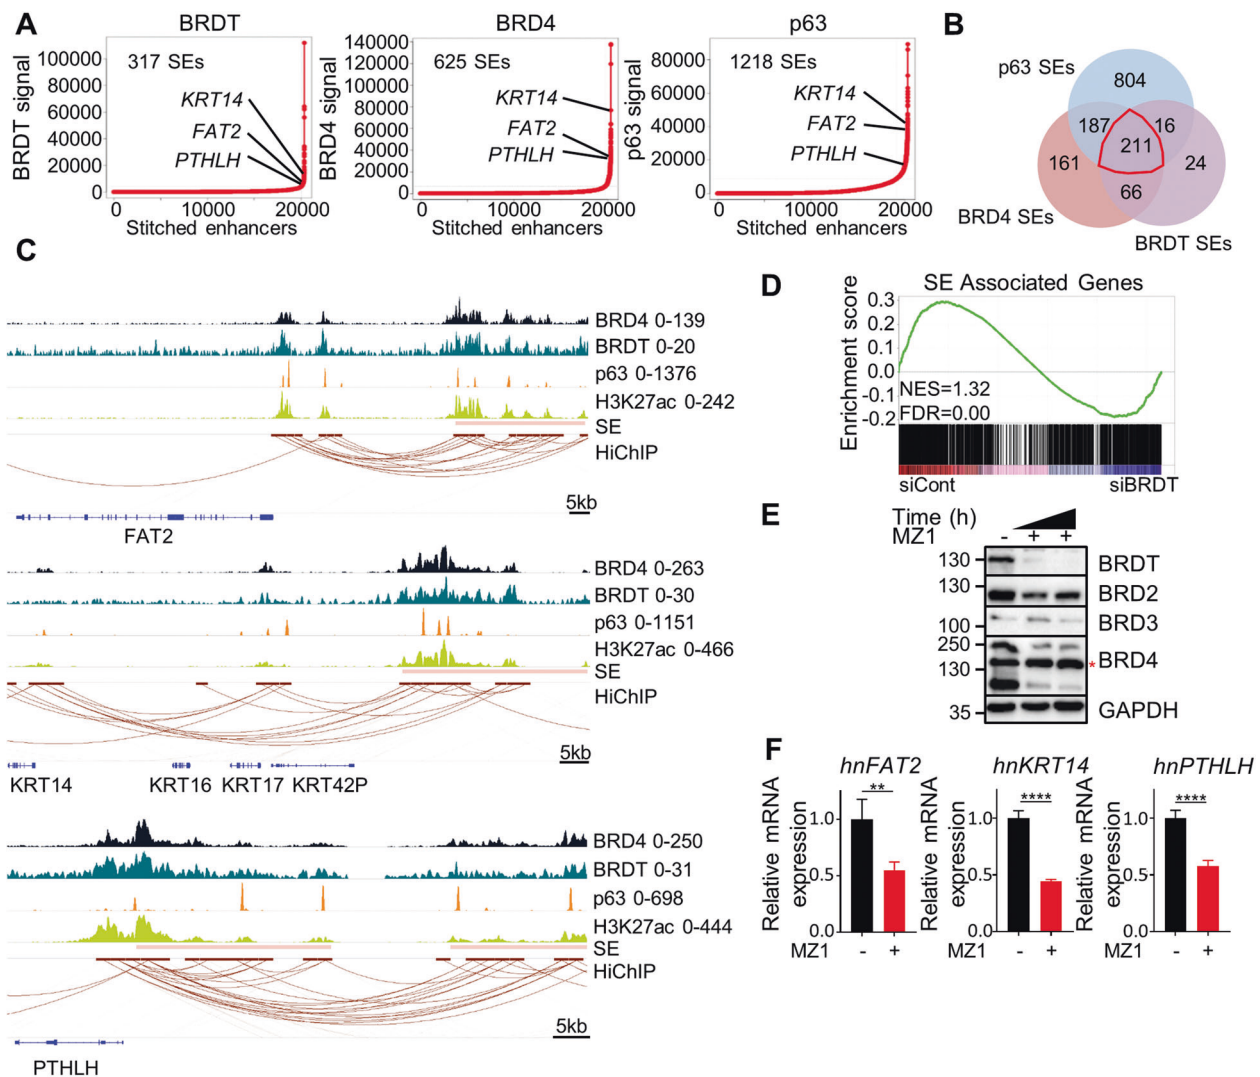 A
BRDT
BRDT signal
100000
80000
60000
40000
20000
0
317 SEs
KRT14
FAT2
PTHLH
0
10000
20000
Stitched enhancers
BRD4
BRD4 signal
140000
120000
100000
80000
60000
40000
20000
0
625 SEs
KRT14
FAT2
PTHLH
0
10000
20000
Stitched enhancers
p63
p63 signal
80000
60000
40000
20000
0
1218 SEs
KRT14
FAT2
PTHLH
0
10000
20000
Stitched enhancers
B
p63 SEs
804
187
16
211
161
24
66
BRD4 SEs
BRDT SEs
C
BRD4 0-139
BRDT 0-20
p63 0-1376
H3K27ac 0-242
SE
HiChIP
5kb
FAT2
BRD4 0-263
BRDT 0-30
p63 0-1151
H3K27ac 0-466
SE
HiChIP
5kb
KRT14 KRT16 KRT17 KRT42P
BRD4 0-250
BRDT 0-31
p63 0-698
H3K27ac 0-444
SE
HiChIP
5kb
PTHLH
D
SE Associated Genes
Enrichment score
0.3
0.2
0.1
0.0
-0.1
-0.2
NES=1.32
FDR=0.00
siCont
siBRDT
E
Time (h)
MZ1 - + +
130 BRDT
130 BRD2
100 BRD3
250
130 * BRD4
35 GAPDH
F
hnFAT2
Relative mRNA
expression
1.0
0.5
0.0
**
MZ1 - +
hnKRT14
Relative mRNA
expression
1.0
0.5
0.0
****
MZ1 - +
hnPTHLH
Relative mRNA
expression
1.0
0.5
0.0
****
MZ1 - +